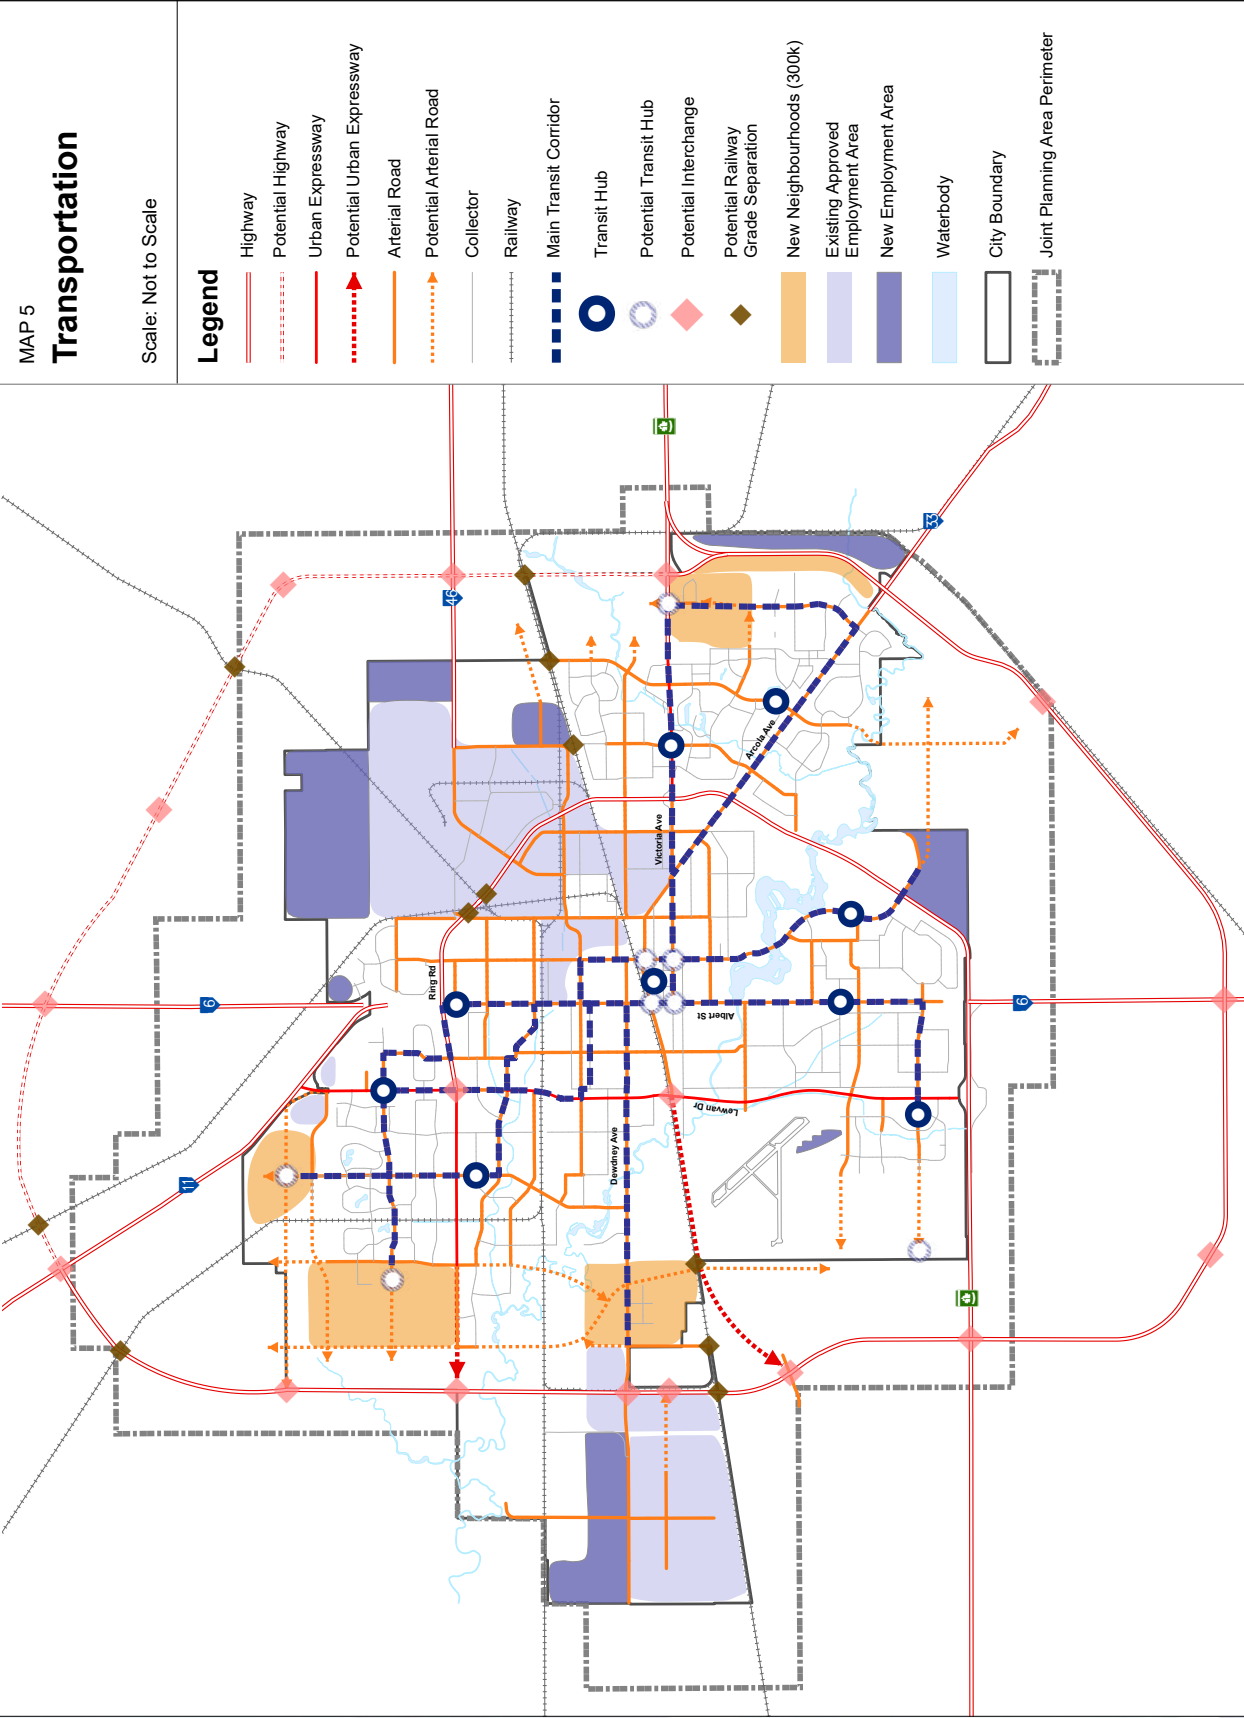 MAP 5
Transportation
Scale: Not to Scale
Legend
Highway
Potential Highway
Urban Expressway
Potential Urban Expressway
Arterial Road
Potential Arterial Road
Collector
Railway
Main Transit Corridor
Transit Hub
Potential Transit Hub
Potential Interchange
Potential Railway
Grade Separation
New Neighbourhoods (300k)
Existing Approved
Employment Area
New Employment Area
Waterbody
City Boundary
Joint Planning Area Perimeter
46
1
33
Arcola Ave
Victoria Ave
Ring Rd
6
6
Albert St
Lewvan Dr
Dewdney Ave
11
1